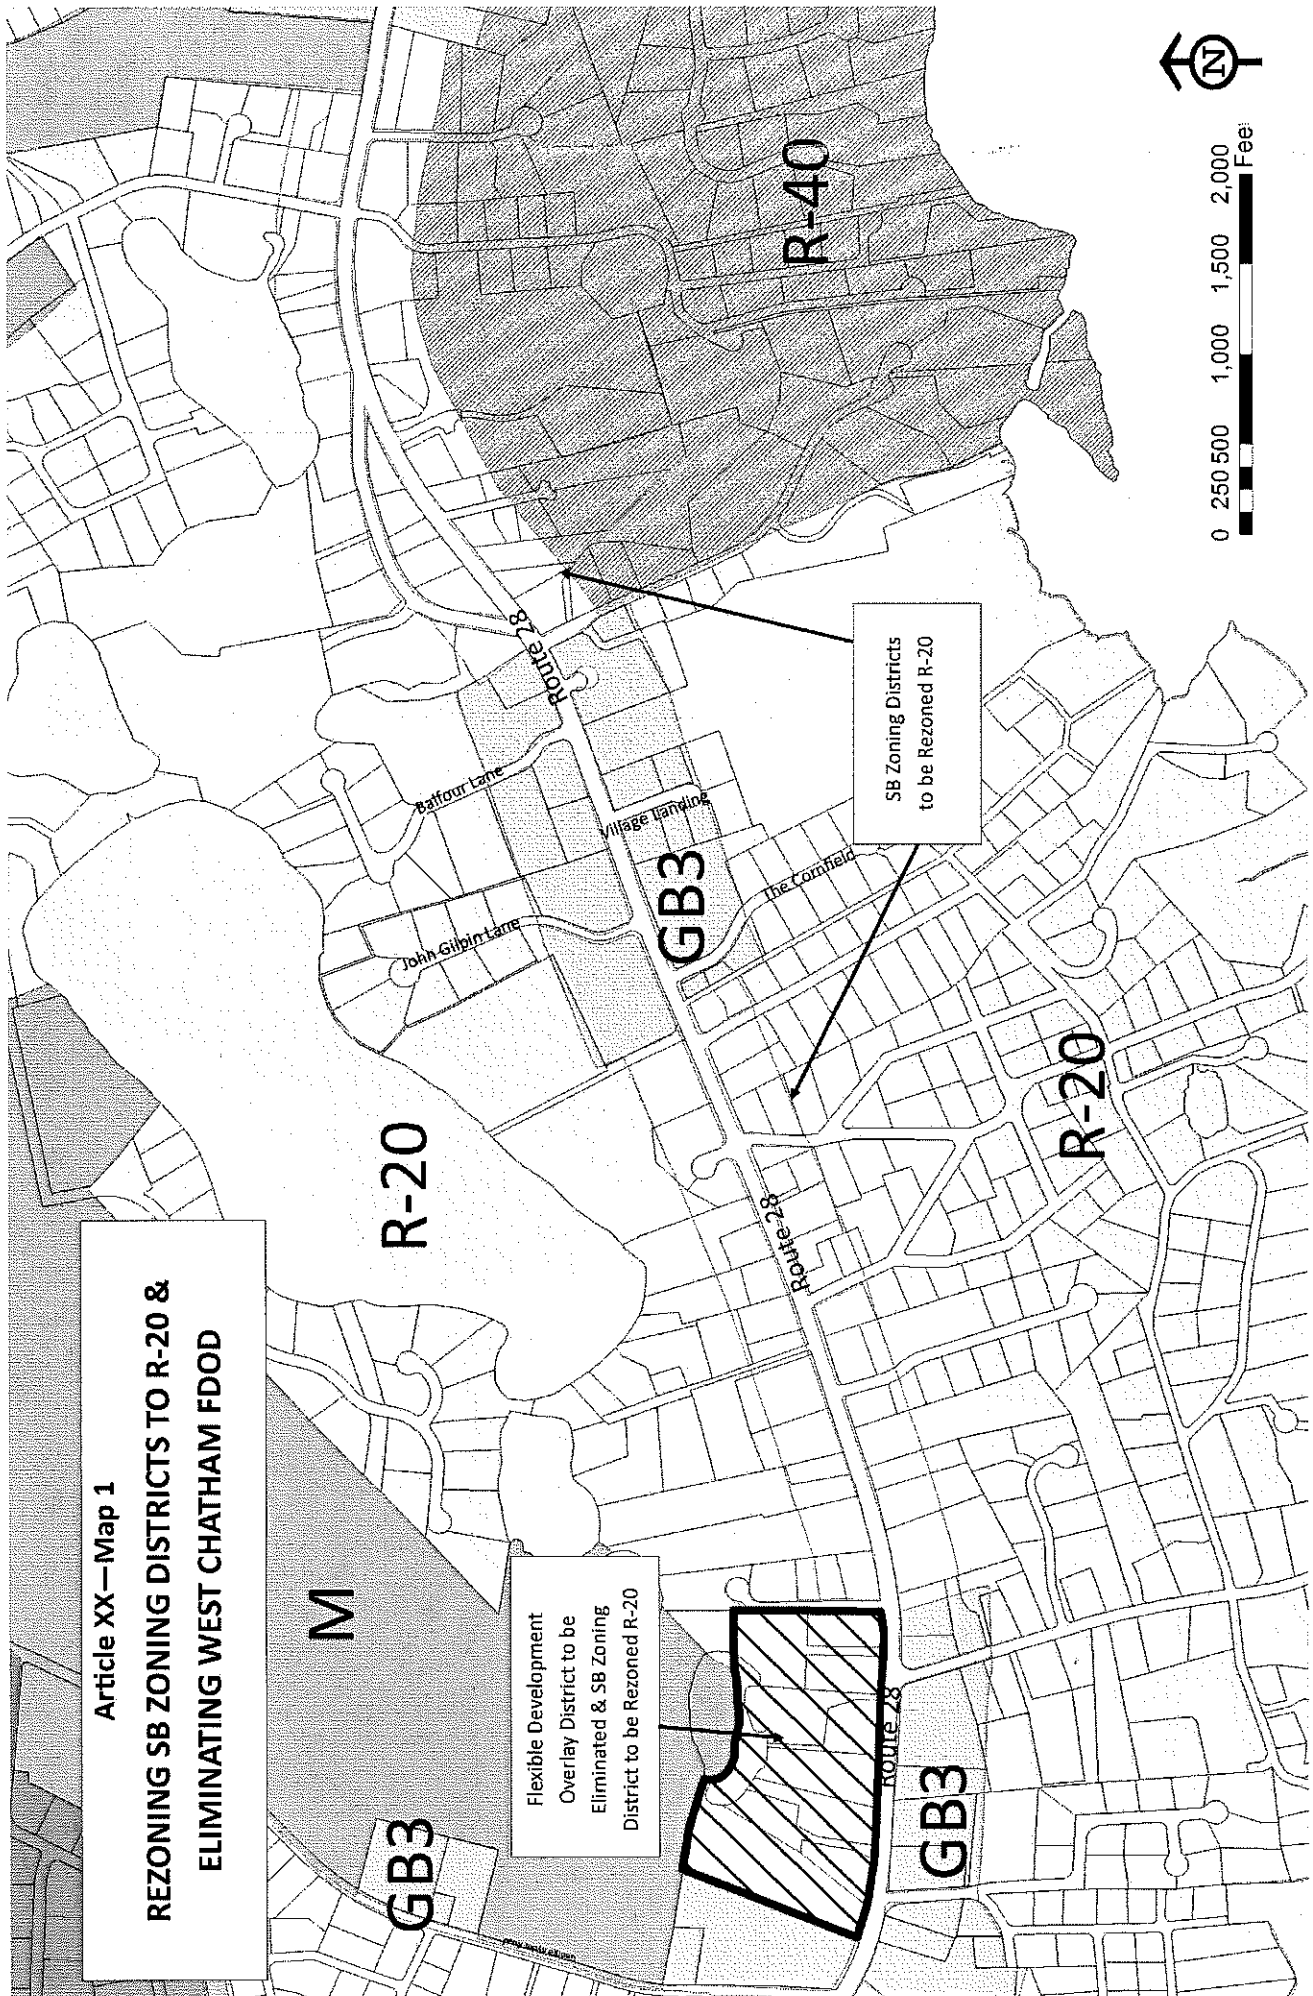 Article XX—Map 1
REZONING SB ZONING DISTRICTS TO R-20 &
ELIMINATING WEST CHATHAM FDOD
M
GB3
Flexible Development
Overlay District to be
Eliminated & SB Zoning
District to be Rezoned R-20
Route 28
GB3
R-20
Route 28
R-20
John Gilpin Lane
Balfour Lane
Village Landing
GB3
The Cornfield
Route 28
SB Zoning Districts
to be Rezoned R-20
R-40
0 250 500 1,000 1,500 2,000
Fee
N